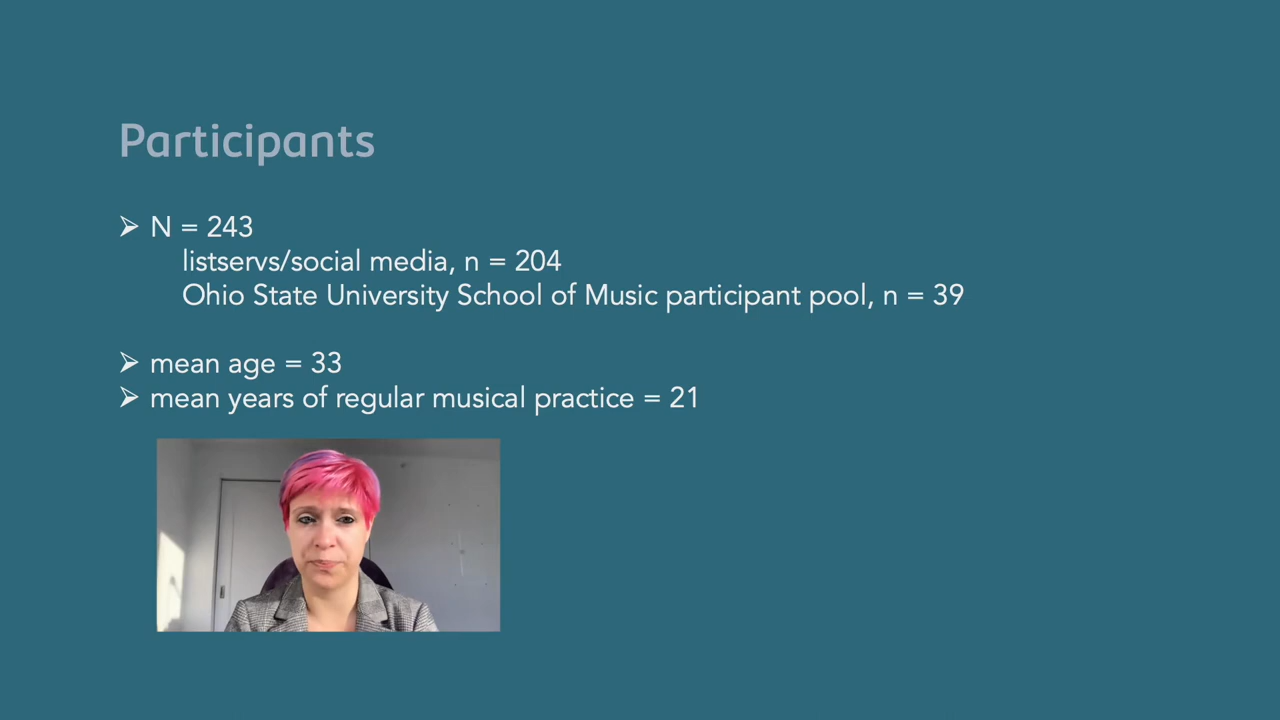 Participants
➢ N = 243
listservs/social media, n = 204
Ohio State University School of Music participant pool, n = 39
➢ mean age = 33
➢ mean years of regular musical practice = 21